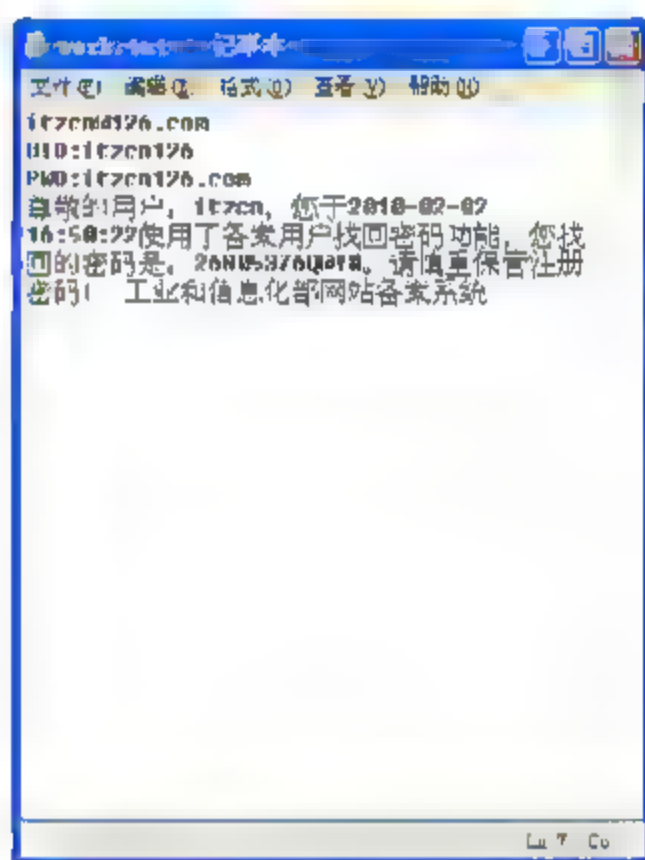 记事本
文件(F) 编辑(E) 格式(O) 查看(V) 帮助(H)
itzcn@126.com
UID:itzcn126
PWD:itzcn126.com
尊敬的用户，itzcn，您于2010-02-02
16:50:22使用了备案用户找回密码功能，您找
回的密码是，请慎重保管注册
密码！ 工业和信息化部网站备案系统
Ln 7 Co